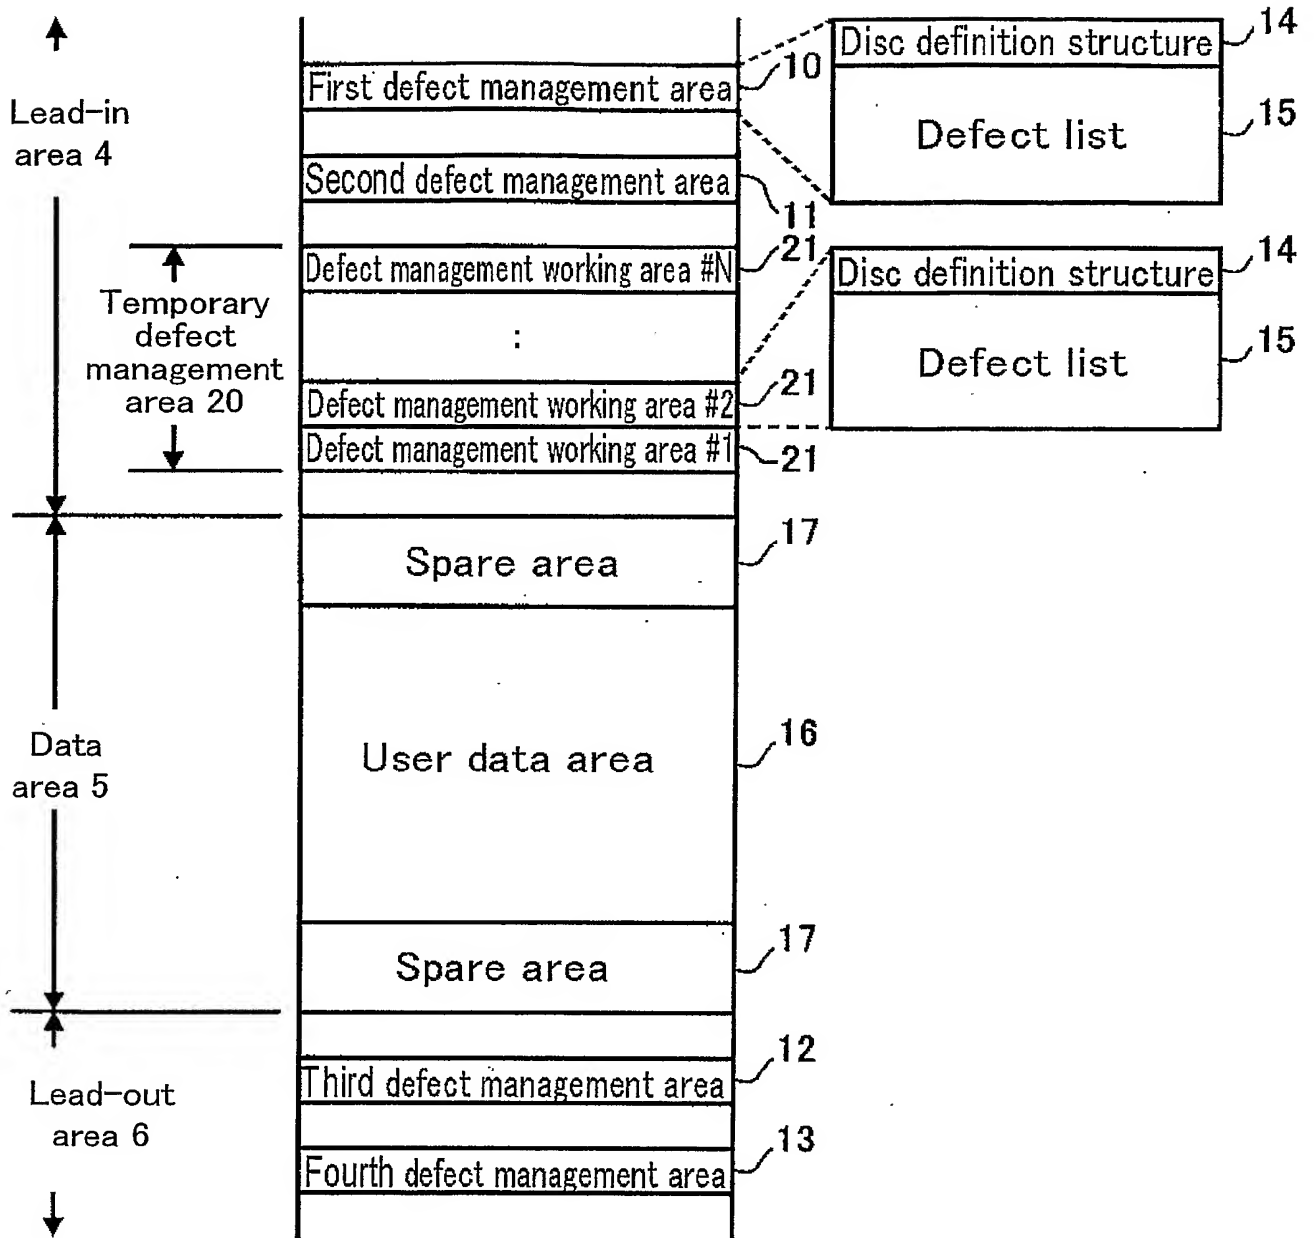 Lead-in
area 4
Temporary
defect
management
area 20
Data
area 5
Lead-out
area 6
First defect management area
10
Second defect management area
11
Defect management working area #N
21
:
Defect management working area #2
21
Defect management working area #1
21
Spare area
17
User data area
16
Spare area
17
Third defect management area
12
Fourth defect management area
13
Disc definition structure
14
Defect list
15
Disc definition structure
14
Defect list
15